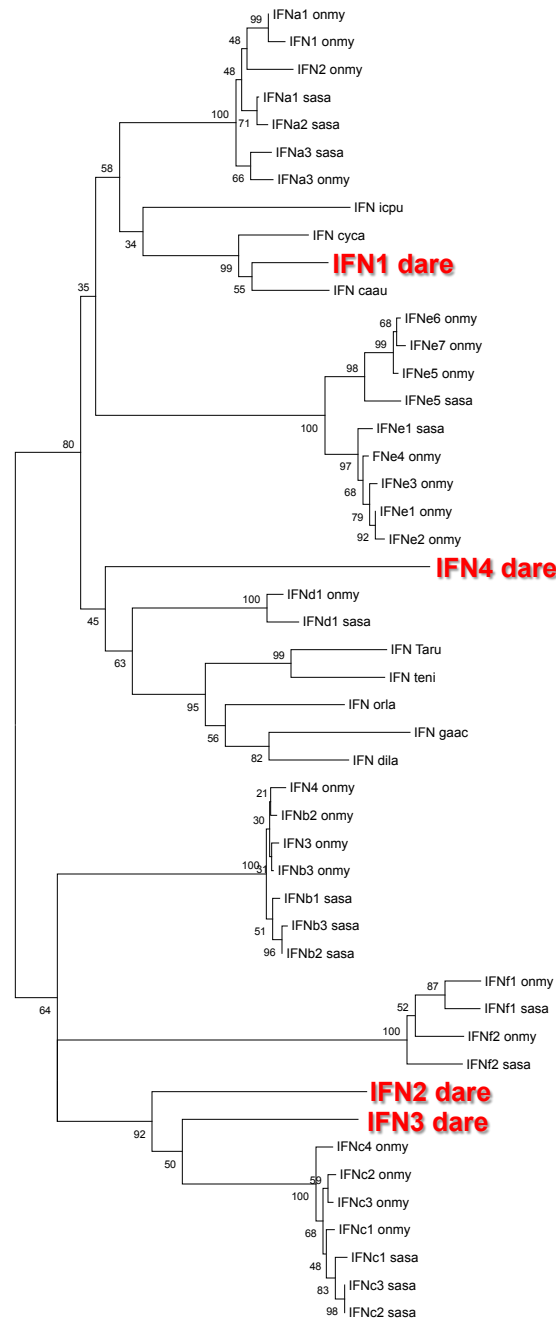 IFNa1 onmy
99
IFN1 onmy
48
IFN2 onmy
48
IFNa1 sasa
100
71
IFNa2 sasa
IFNa3 sasa
58
66
IFNa3 onmy
IFN icpu
34
IFN cyca
99
IFN1 dare
55
IFN caau
35
68
IFNe6 onmy
99
IFNe7 onmy
98
IFNe5 onmy
IFNe5 sasa
100
IFNe1 sasa
80
97
FNe4 onmy
68
IFNe3 onmy
79
IFNe1 onmy
92
IFNe2 onmy
IFN4 dare
45
100
IFNd1 onmy
IFNd1 sasa
63
99
IFN Taru
IFN teni
95
IFN orla
56
IFN gaac
82
IFN dila
21
IFN4 onmy
30
IFNb2 onmy
IFN3 onmy
100
31
IFNb3 onmy
IFNb1 sasa
51
IFNb3 sasa
96
IFNb2 sasa
64
87
IFNf1 onmy
52
IFNf1 sasa
100
IFNf2 onmy
IFNf2 sasa
IFN2 dare
92
IFN3 dare
50
IFNc4 onmy
59
IFNc2 onmy
100
IFNc3 onmy
68
IFNc1 onmy
48
IFNc1 sasa
83
IFNc3 sasa
98
IFNc2 sasa